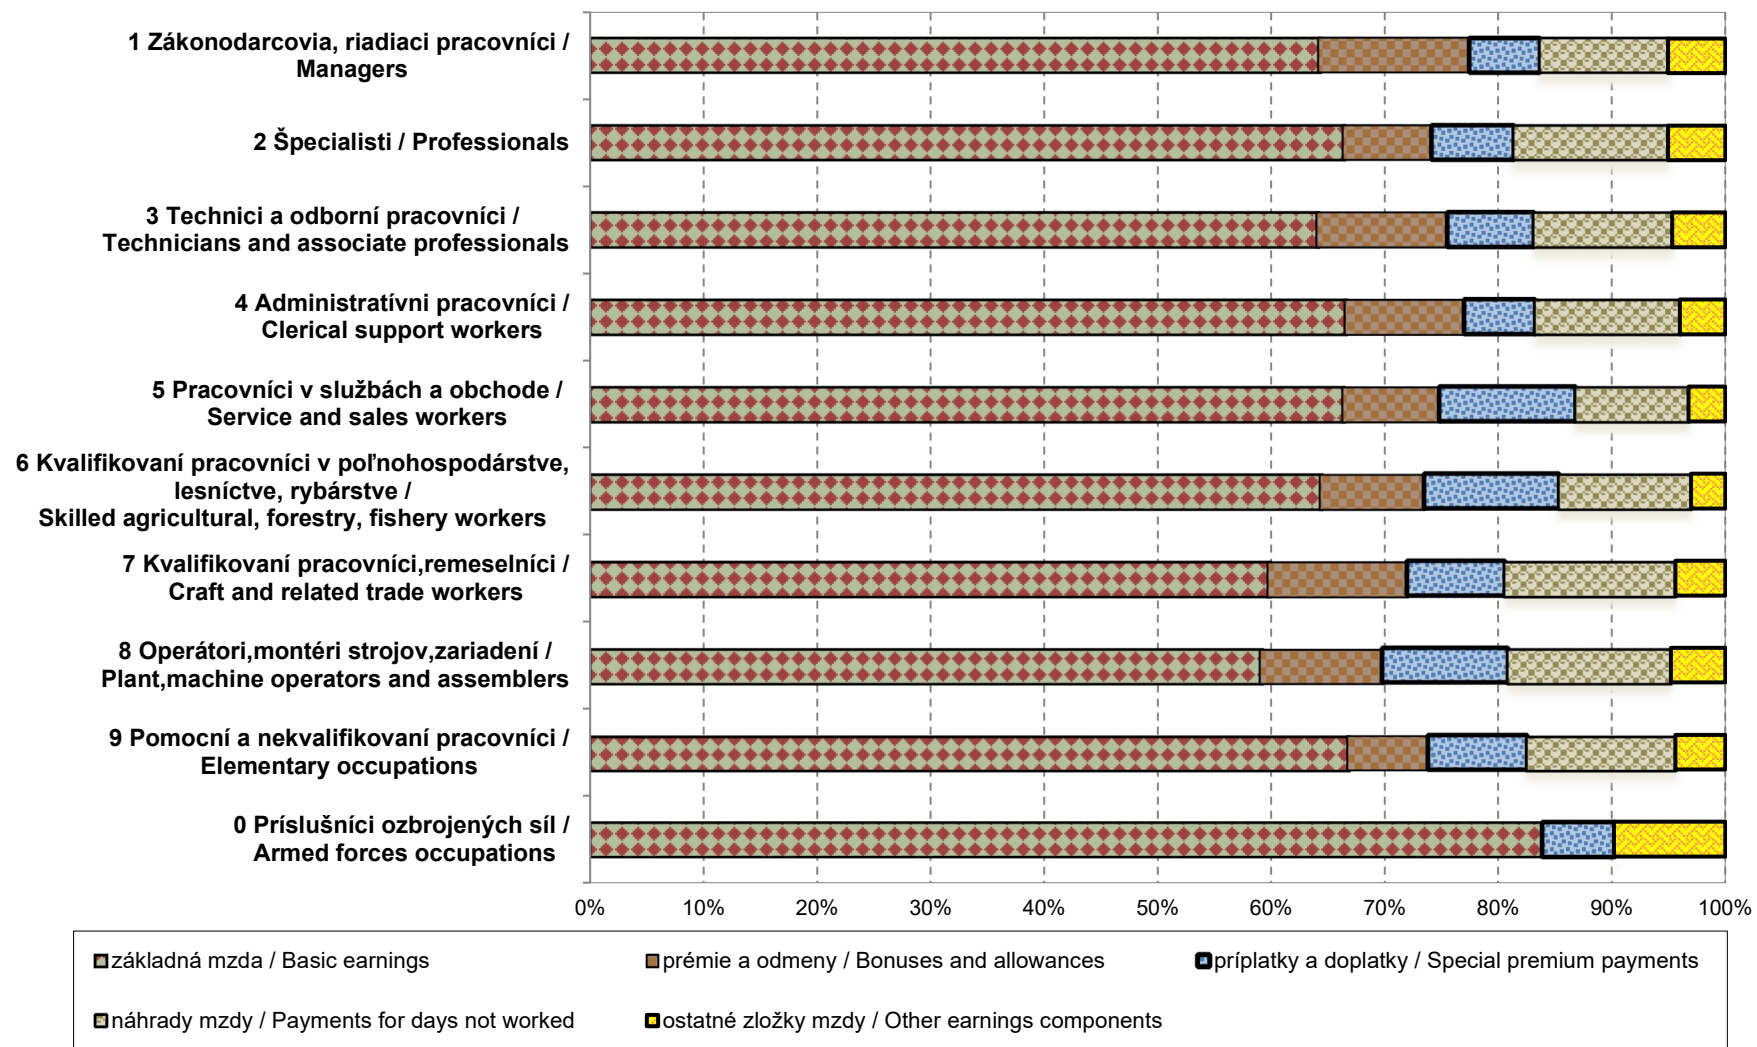 1 Zákonodarcovia, riadiaci pracovníci /
Managers
2 Špecialisti / Professionals
3 Technici a odborní pracovníci /
Technicians and associate professionals
4 Administratívni pracovníci /
Clerical support workers
5 Pracovníci v službách a obchode /
Service and sales workers
6 Kvalifikovaní pracovníci v poľnohospodárstve,
lesníctve, rybárstve /
Skilled agricultural, forestry, fishery workers
7 Kvalifikovaní pracovníci,remeselníci /
Craft and related trade workers
8 Operátori,montéri strojov,zariadení /
Plant,machine operators and assemblers
9 Pomocní a nekvalifikovaní pracovníci /
Elementary occupations
0 Príslušníci ozbrojených síl /
Armed forces occupations
0% 10% 20% 30% 40% 50% 60% 70% 80% 90% 100%
základná mzda / Basic earnings prémie a odmeny / Bonuses and allowances príplatky a doplatky / Special premium payments
náhrady mzdy / Payments for days not worked ostatné zložky mzdy / Other earnings components